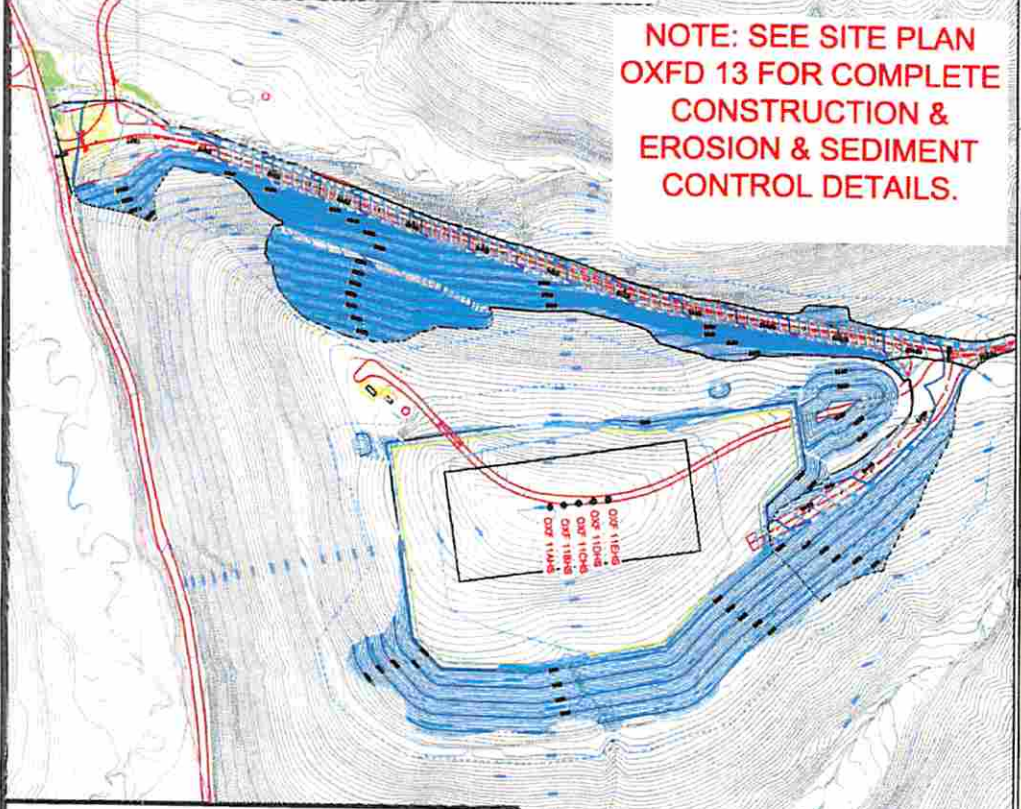 NOTE: SEE SITE PLAN
OXFD 13 FOR COMPLETE
CONSTRUCTION &
EROSION & SEDIMENT
CONTROL DETAILS.
OXF 11EHS
OXF 11DHS
OXF 11CHS
OXF 11BHS
OXF 11AHS